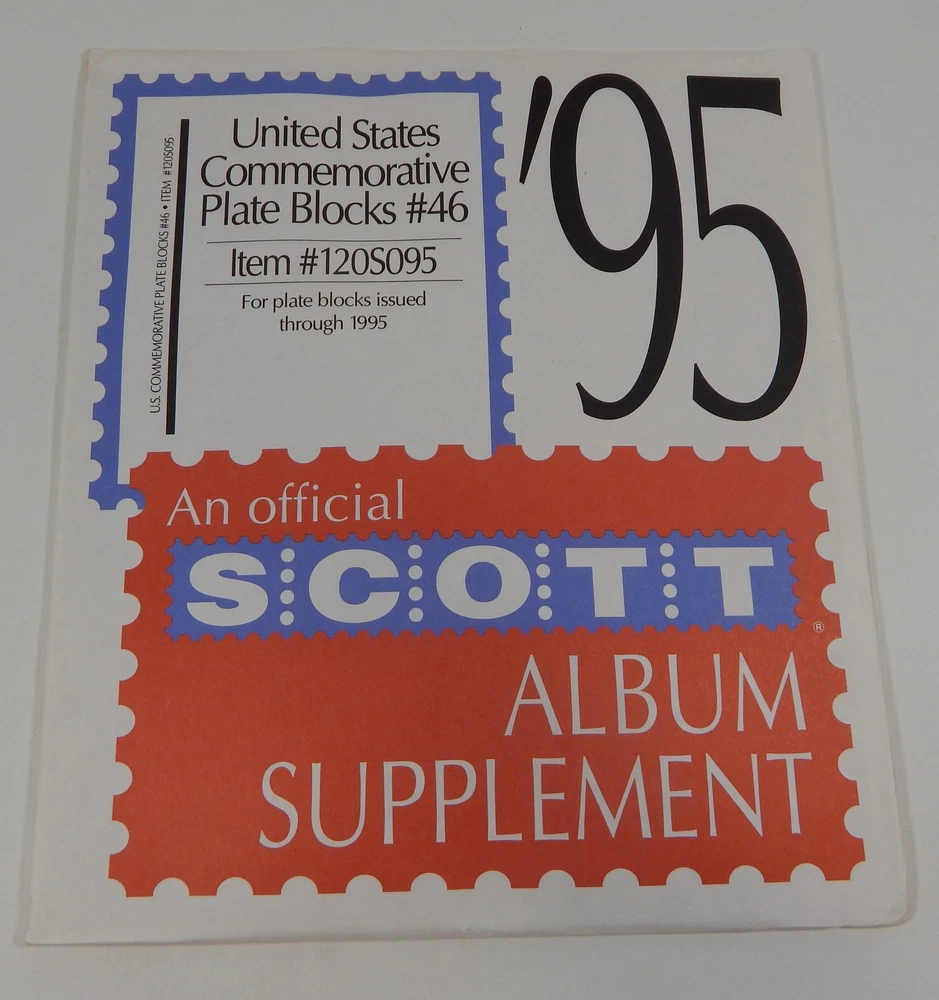 United States
Commemorative
Plate Blocks #46
Item #120S095
For plate blocks issued
through 1995
U.S. COMMEMORATIVE PLATE BLOCKS #46 • ITEM #120S095
'95
An official
SCOTT®
ALBUM
SUPPLEMENT